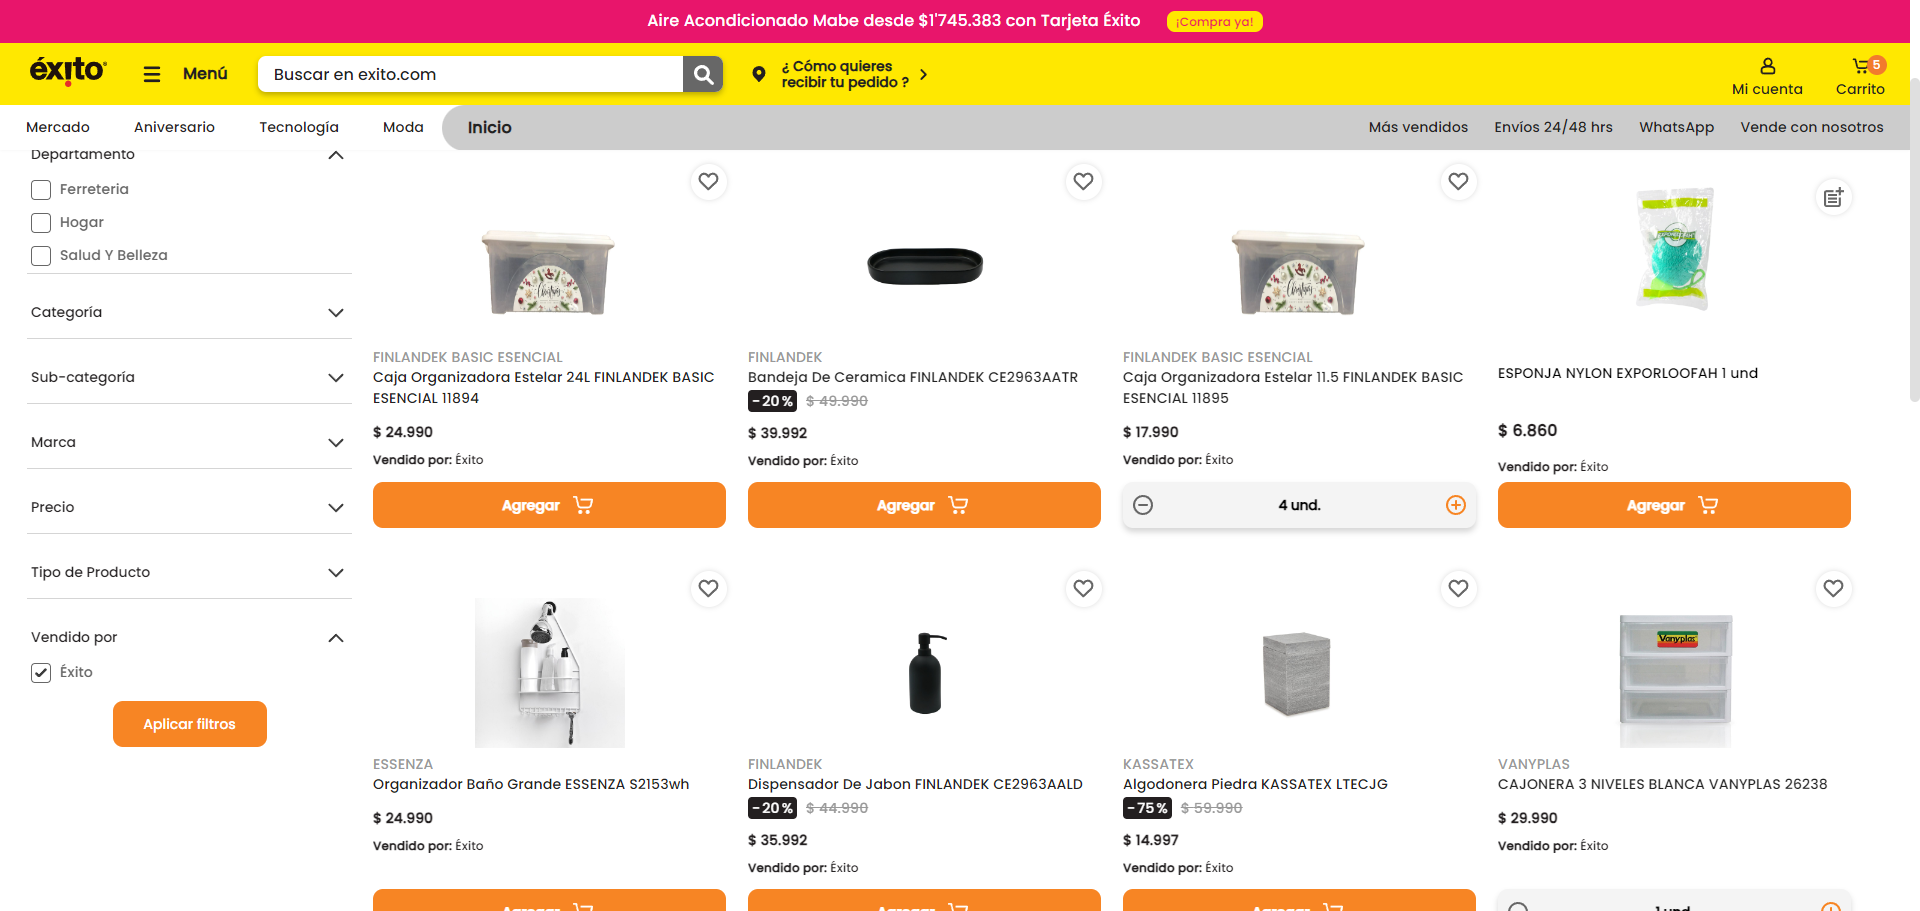 Aire Acondicionado Mabe desde $1'745.383 con Tarjeta Éxito ¡Compra ya!
éxito
Menú
Buscar en exito.com
¿ Cómo quieres
recibir tu pedido ?
Mi cuenta
5
Carrito
Mercado
Aniversario
Tecnología
Moda
Inicio
Más vendidos
Envíos 24/48 hrs
WhatsApp
Vende con nosotros
Departamento
Ferreteria
Hogar
Salud Y Belleza
Categoría
Sub-categoría
Marca
Precio
Tipo de Producto
Vendido por
Éxito
Aplicar filtros
Christmas
FINLANDEK BASIC ESENCIAL
Caja Organizadora Estelar 24L FINLANDEK BASIC
ESENCIAL 11894
$ 24.990
Vendido por: Éxito
Agregar
FINLANDEK
Bandeja De Ceramica FINLANDEK CE2963AATR
-20% $ 49.990
$ 39.992
Vendido por: Éxito
Agregar
Christmas
FINLANDEK BASIC ESENCIAL
Caja Organizadora Estelar 11.5 FINLANDEK BASIC
ESENCIAL 11895
$ 17.990
Vendido por: Éxito
4 und.
ESPONJA NYLON EXPORLOOFAH 1 und
$ 6.860
Vendido por: Éxito
Agregar
ESSENZA
Organizador Baño Grande ESSENZA S2153wh
$ 24.990
Vendido por: Éxito
Agregar
FINLANDEK
Dispensador De Jabon FINLANDEK CE2963AALD
-20% $ 44.990
$ 35.992
Vendido por: Éxito
Agregar
KASSATEX
Algodonera Piedra KASSATEX LTECJG
-75% $ 59.990
$ 14.997
Vendido por: Éxito
Agregar
Vanyplas
VANYPLAS
CAJONERA 3 NIVELES BLANCA VANYPLAS 26238
$ 29.990
Vendido por: Éxito
1 und.